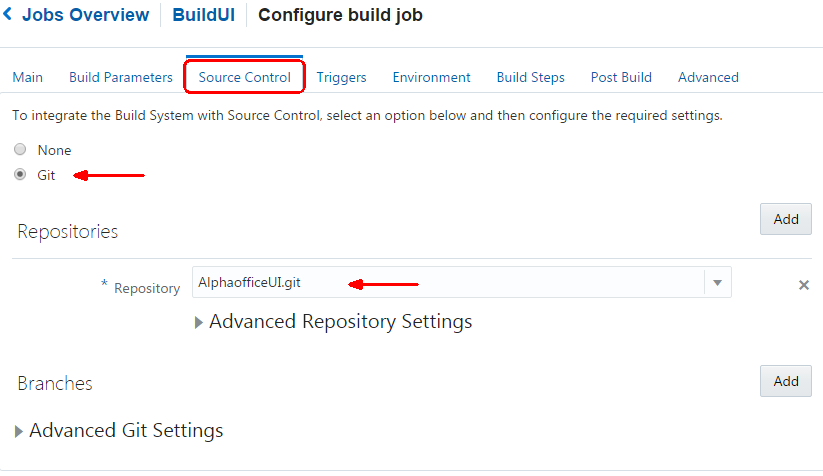 Jobs Overview BuildUI Configure build job
Main Build Parameters Source Control Triggers Environment Build Steps Post Build Advanced
To integrate the Build System with Source Control, select an option below and then configure the required settings.
None
Git
Repositories Add
* Repository AlphaofficeUI.git
Advanced Repository Settings
Branches Add
Advanced Git Settings